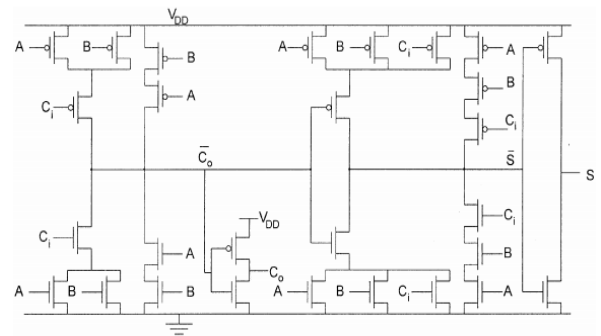 V_DD
A B B A B C_i A
A B
C_i C_i
C̄_o S̄ S
C_i C_i
V_DD
A C_o B
A B B A B C_i A